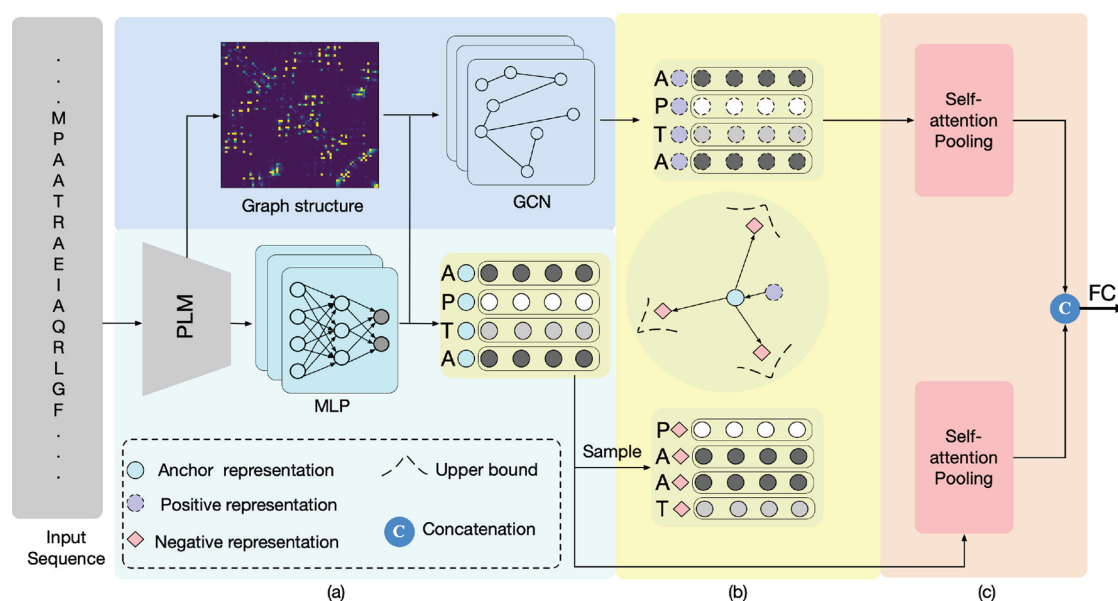 .
.
.
M
P
A
A
T
R
A
E
I
A
Q
R
L
G
F
.
.
.
.
Input
Sequence
PLM
Graph structure
GCN
MLP
A
P
T
A
Anchor representation
Positive representation
Negative representation
Upper bound
C Concatenation
(a)
A
P
T
A
Sample
P
A
A
T
(b)
Self-
attention
Pooling
Self-
attention
Pooling
C
FC
(c)